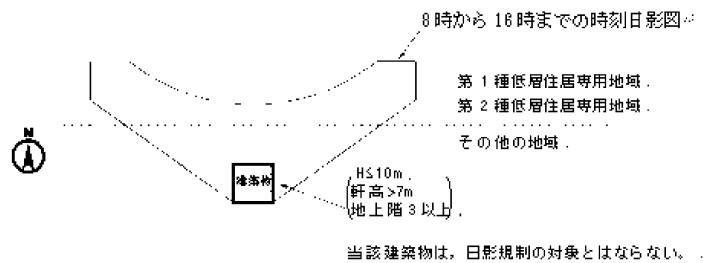 8時から16時までの時刻日影図
第1種低層住居専用地域.
第2種低層住居専用地域.
その他の地域.
N
建築物
H≦10m.
軒高>7m
地上階3以上.
当該建築物は，日影規制の対象とはならない。.